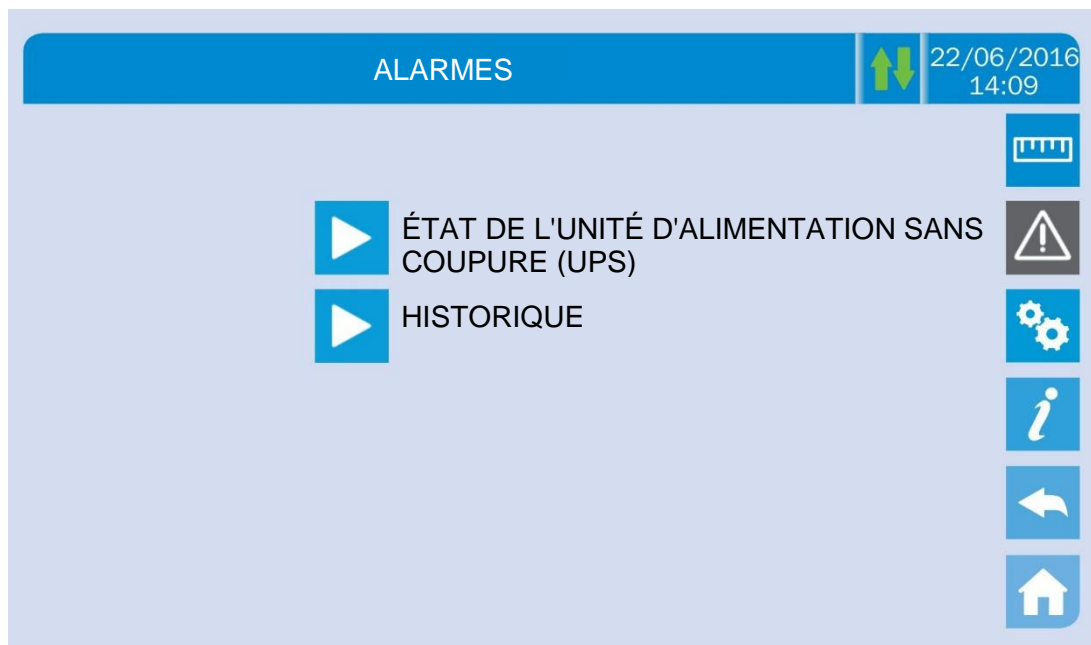 ALARMES
22/06/2016
14:09
ÉTAT DE L'UNITÉ D'ALIMENTATION SANS
COUPURE (UPS)
HISTORIQUE